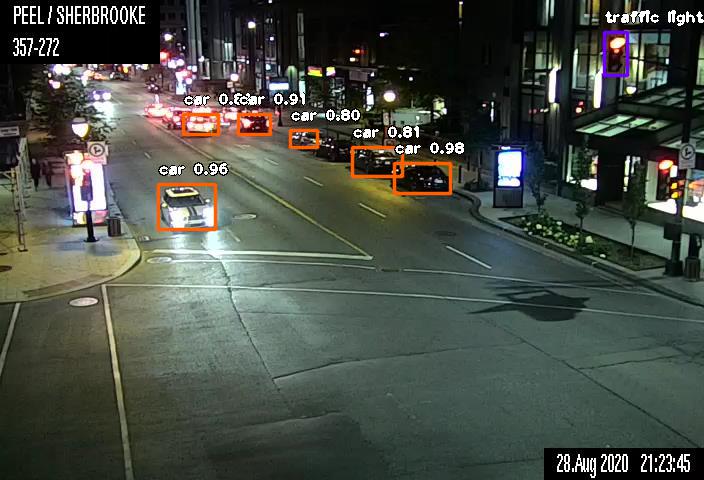 PEEL / SHERBROOKE
357-272
traffic light
car 0.91
car 0.80
car 0.81
car 0.98
car 0.96
28.Aug 2020 21:23:45